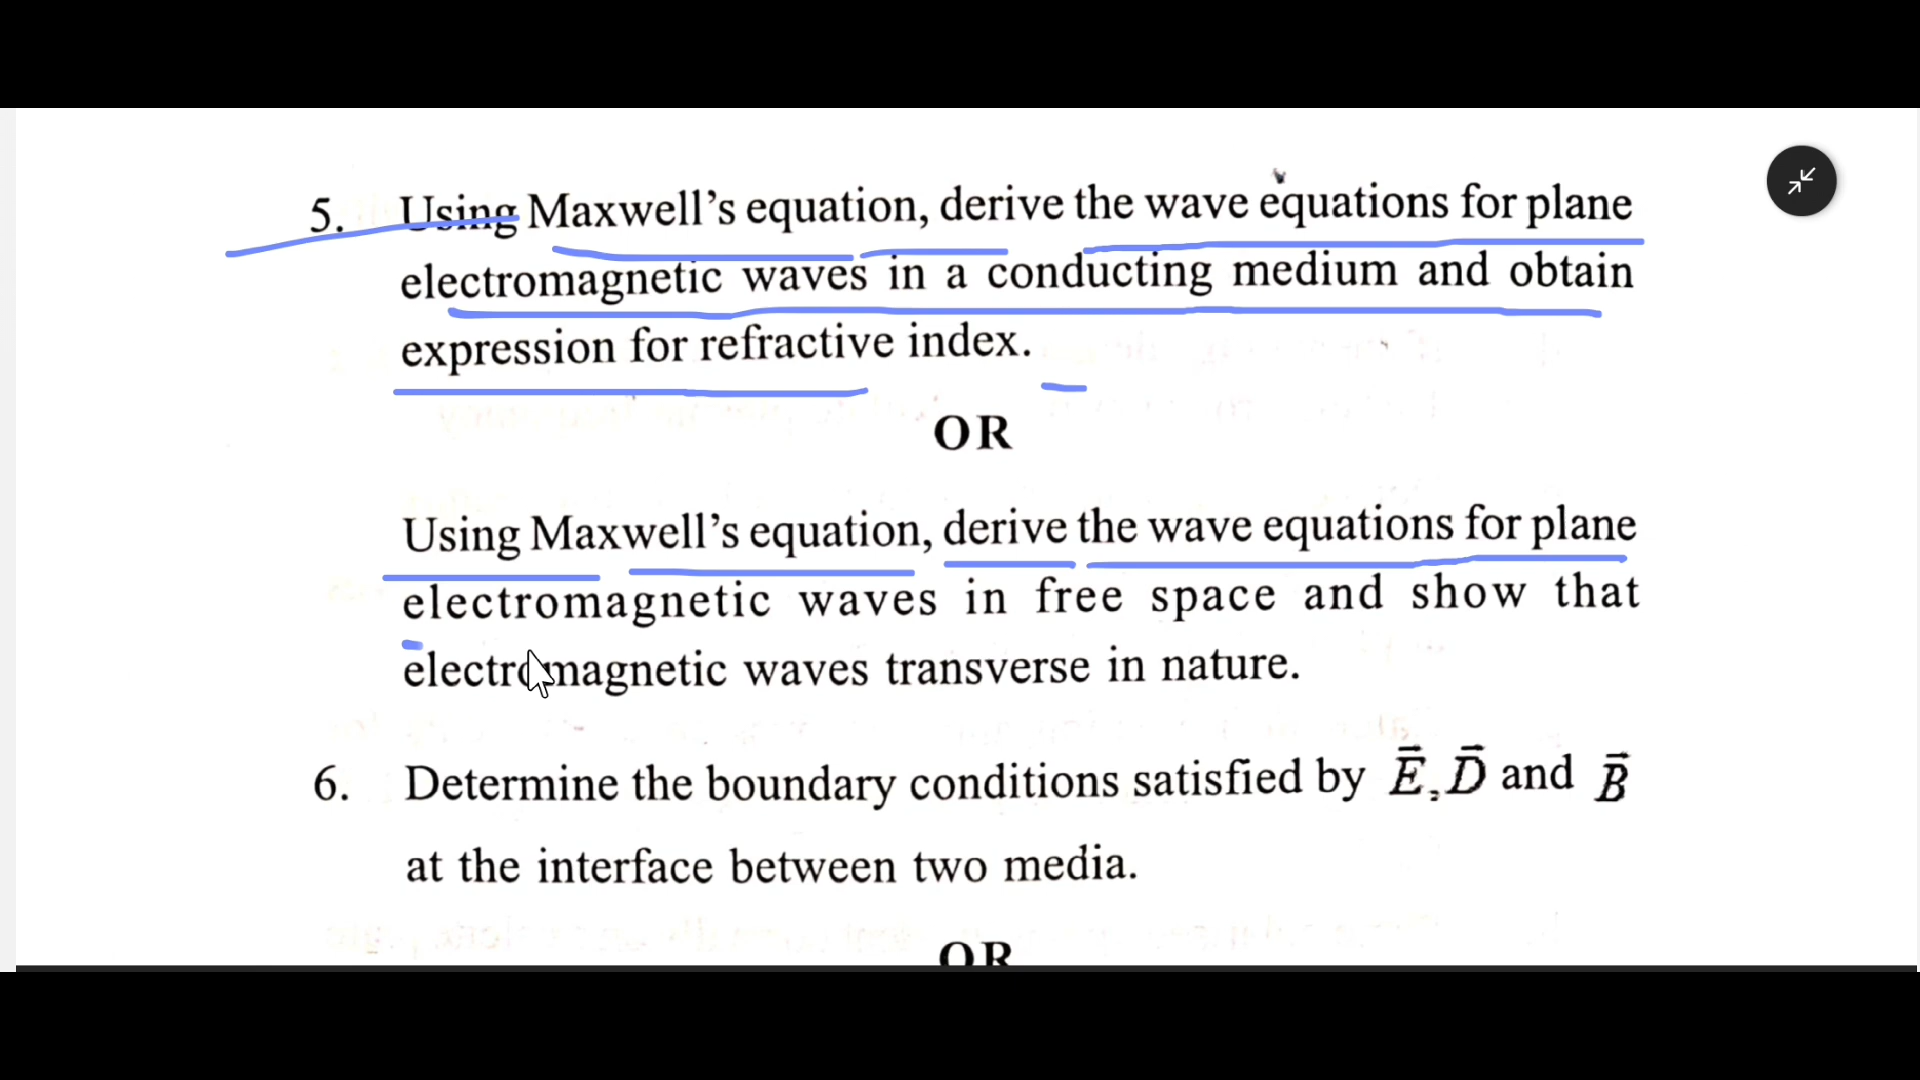 5. Using Maxwell's equation, derive the wave equations for plane
electromagnetic waves in a conducting medium and obtain
expression for refractive index.
OR
Using Maxwell's equation, derive the wave equations for plane
electromagnetic waves in free space and show that
electromagnetic waves transverse in nature.
6. Determine the boundary conditions satisfied by E⃗, D⃗ and B⃗
at the interface between two media.
OR